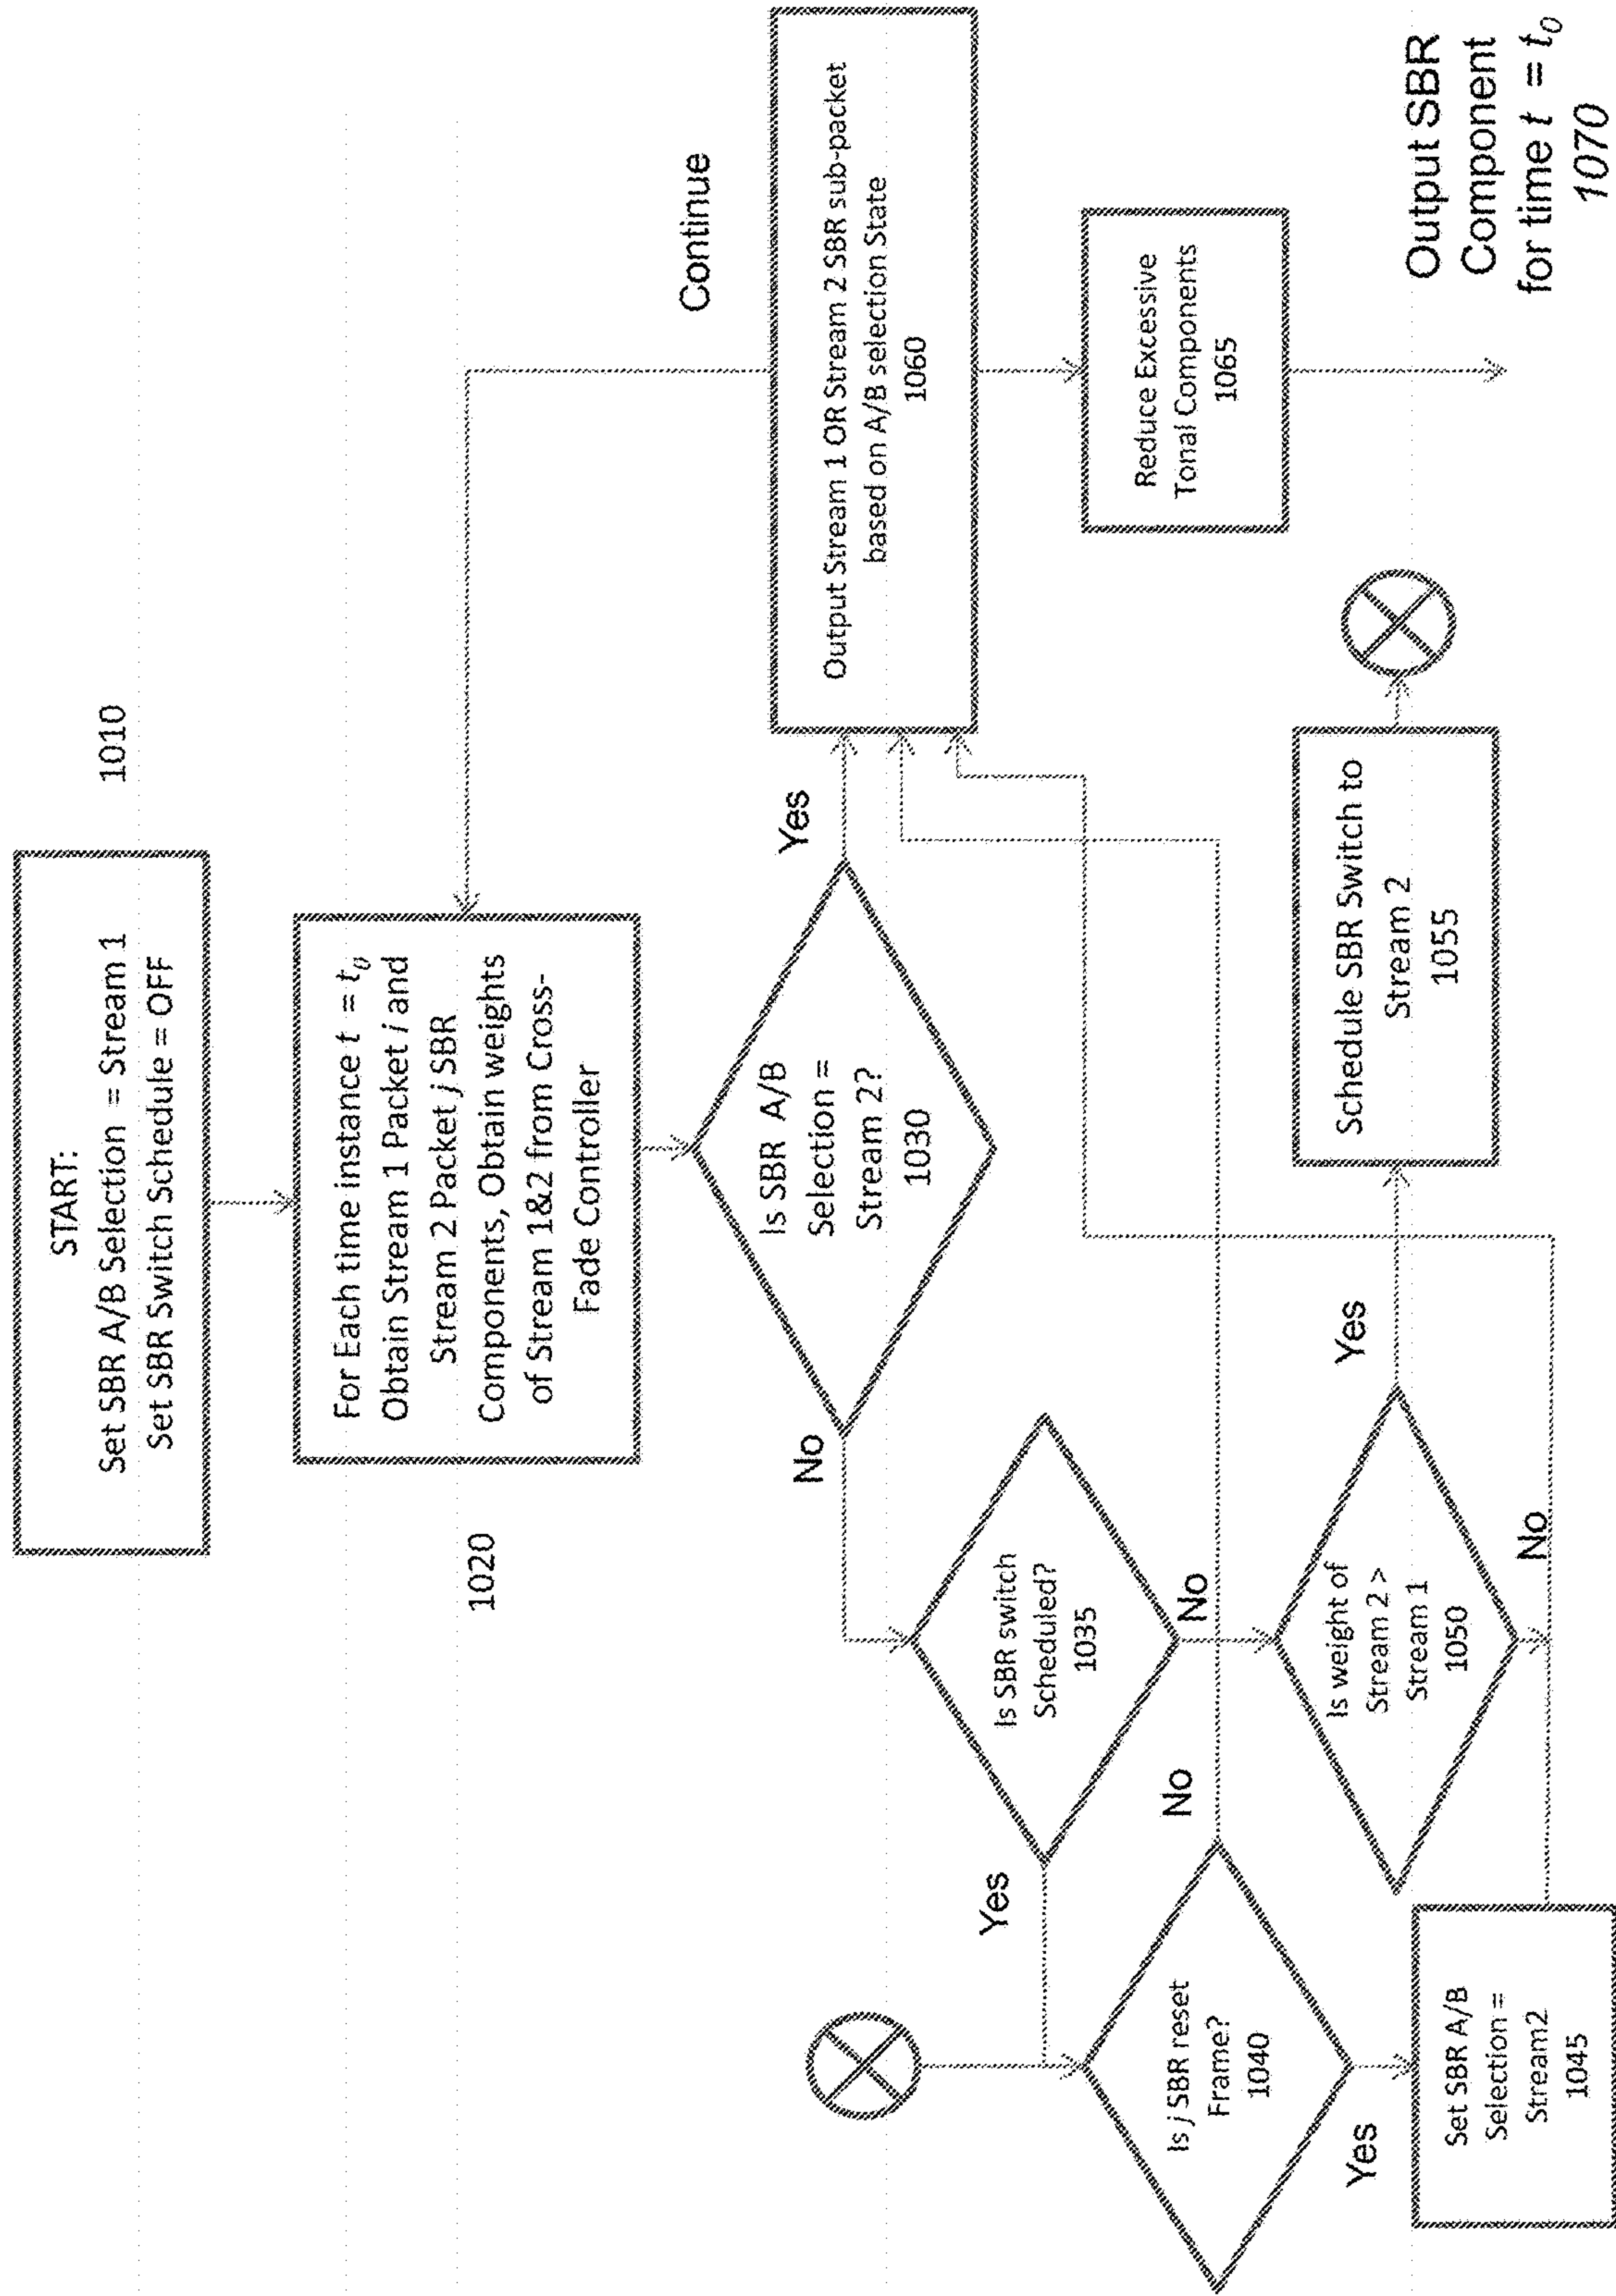 START:
Set SBR A/B Selection = Stream 1
Set SBR Switch Schedule = OFF
1010
For Each time instance t = t₀
Obtain Stream 1 Packet i and
Stream 2 Packet j SBR
Components, Obtain weights
of Stream 1&2 from Cross-
Fade Controller
1020
Continue
Is SBR A/B
Selection =
Stream 2?
1030
Yes
No
Output Stream 1 OR Stream 2 SBR sub-packet
based on A/B selection State
1060
Is SBR switch
Scheduled?
1035
Yes
No
Reduce Excessive
Tonal Components
1065
Is j SBR reset
Frame?
1040
No
Yes
Is weight of
Stream 2 >
Stream 1
1050
Yes
No
Schedule SBR Switch to
Stream 2
1055
Set SBR A/B
Selection =
Stream2
1045
Output SBR
Component
for time t = t₀
1070